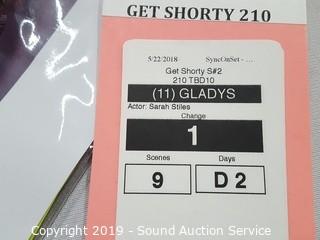 GET SHORTY 210
5/22/2018 SyncOnSet - ...
Get Shorty S#2
210 TBD10
(11) GLADYS
Actor: Sarah Stiles
Change
1
Scenes Days
9 D 2
Copyright 2019 - Sound Auction Service